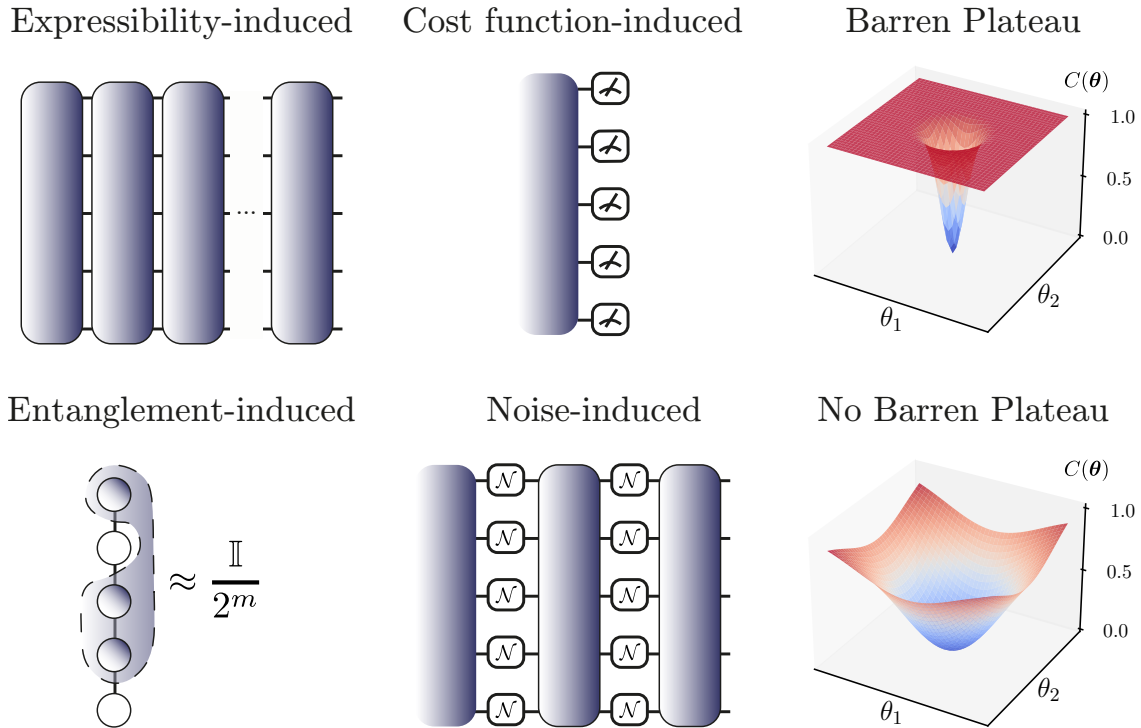 Expressibility-induced
Cost function-induced
Barren Plateau
...
C(θ)
1.0
0.5
0.0
θ₁
θ₂
Entanglement-induced
Noise-induced
No Barren Plateau
≈ 𝕀
2ᵐ
𝒩 𝒩
𝒩 𝒩
𝒩 𝒩
𝒩 𝒩
𝒩 𝒩
C(θ)
1.0
0.5
0.0
θ₁
θ₂